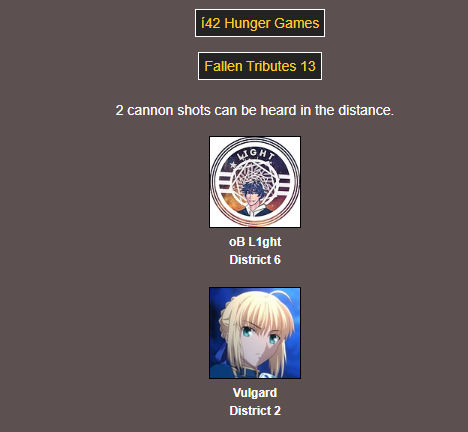 í42 Hunger Games
Fallen Tributes 13
2 cannon shots can be heard in the distance.
LIGHT
oB L1ght
District 6
Vulgard
District 2